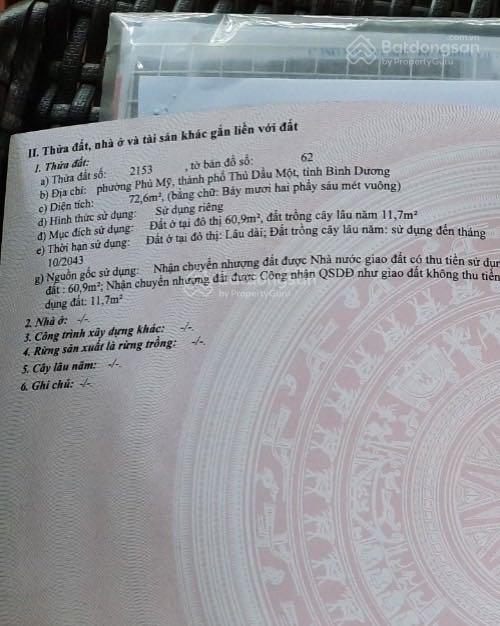 Batdongsan
.com.vn
by PropertyGuru
II. Thửa đất, nhà ở và tài sản khác gắn liền với đất
1. Thửa đất:
a) Thửa đất số: 2153 , tờ bản đồ số: 62
b) Địa chỉ: phường Phú Mỹ, thành phố Thủ Dầu Một, tỉnh Bình Dương
c) Diện tích: 72,6m², (bằng chữ: Bảy mươi hai phẩy sáu mét vuông)
d) Hình thức sử dụng: Sử dụng riêng
đ) Mục đích sử dụng: Đất ở tại đô thị 60,9m², đất trồng cây lâu năm 11,7m²
e) Thời hạn sử dụng: Đất ở tại đô thị: Lâu dài; Đất trồng cây lâu năm: sử dụng đến tháng
10/2043
g) Nguồn gốc sử dụng: Nhận chuyển nhượng đất được Nhà nước giao đất có thu tiền sử dụ
đất : 60,9m²; Nhận chuyển nhượng đất được Công nhận QSDĐ như giao đất không thu tiền
dụng đất: 11,7m²
Batdongsan
by PropertyGuru
2. Nhà ở: -/-.
3. Công trình xây dựng khác: -/-.
4. Rừng sản xuất là rừng trồng: -/-.
5. Cây lâu năm: -/-.
6. Ghi chú: -/-